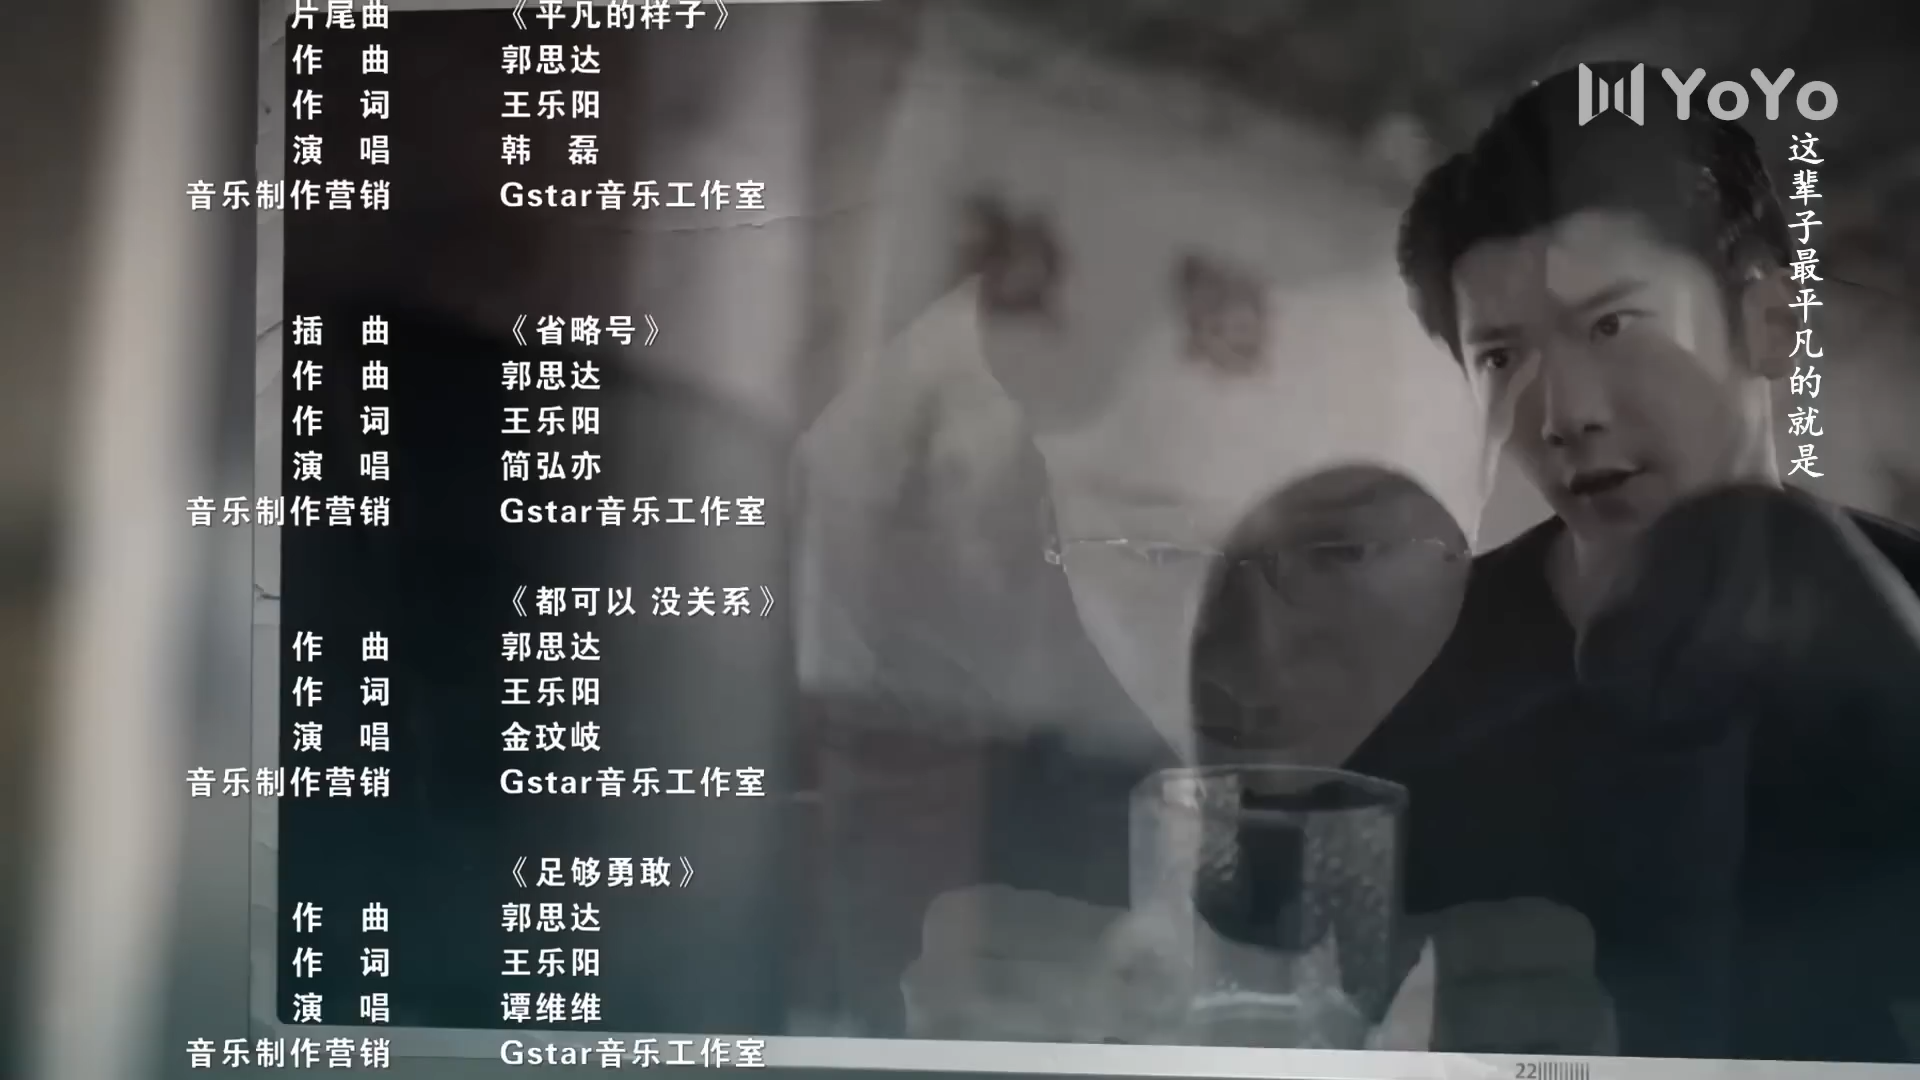 片尾曲 《平凡的样子》
作 曲 郭思达
作 词 王乐阳
演 唱 韩 磊
音乐制作营销 Gstar音乐工作室
插 曲 《省略号》
作 曲 郭思达
作 词 王乐阳
演 唱 简弘亦
音乐制作营销 Gstar音乐工作室
《都可以 没关系》
作 曲 郭思达
作 词 王乐阳
演 唱 金玟岐
音乐制作营销 Gstar音乐工作室
《足够勇敢》
作 曲 郭思达
作 词 王乐阳
演 唱 谭维维
音乐制作营销 Gstar音乐工作室
YoYo
这辈子最平凡的就是
22